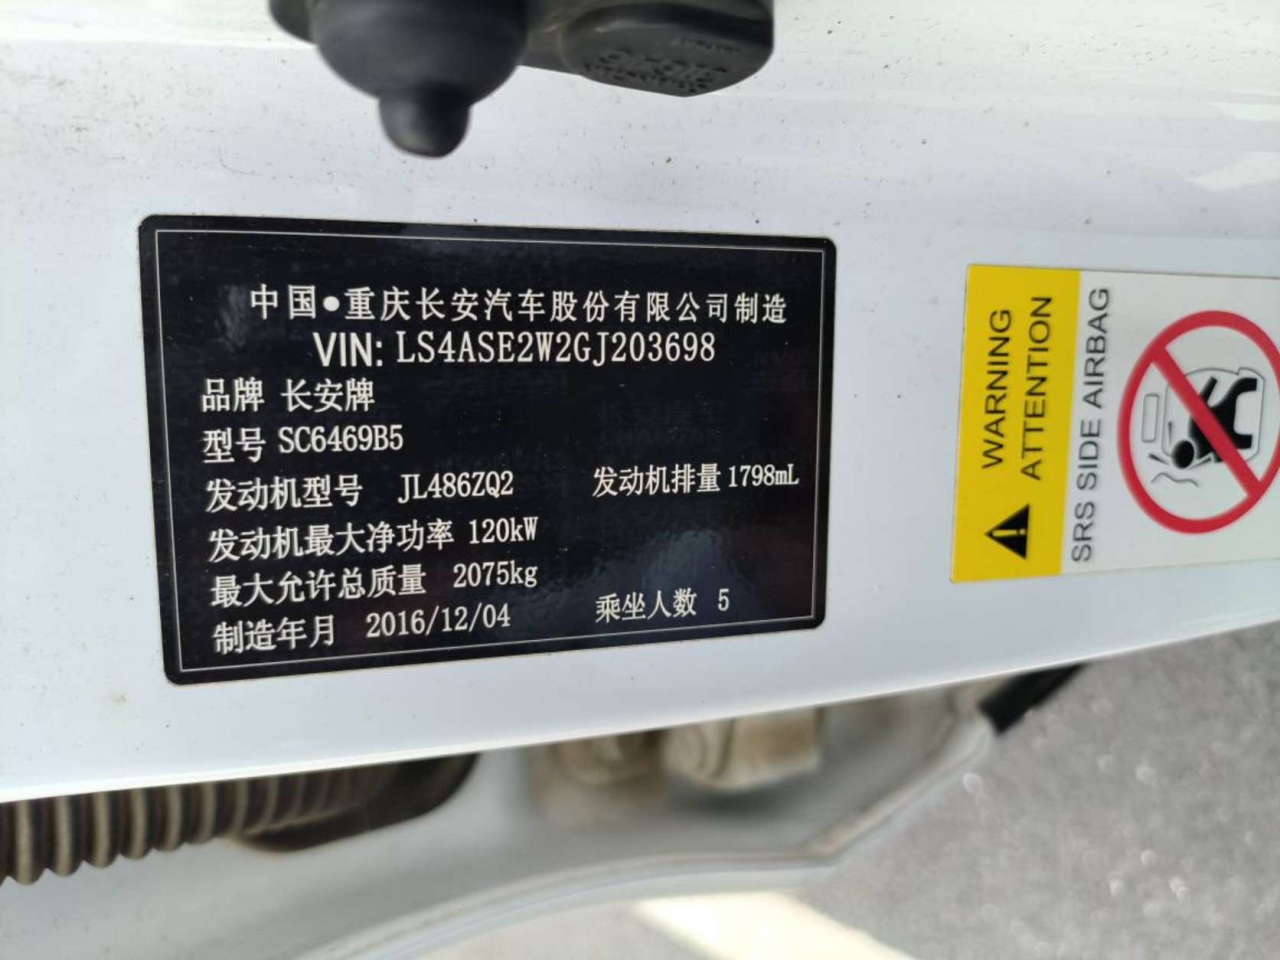 中国•重庆长安汽车股份有限公司制造
VIN: LS4ASE2W2GJ203698
品牌 长安牌
型号 SC6469B5
发动机型号 JL486ZQ2 发动机排量 1798mL
发动机最大净功率 120kW
最大允许总质量 2075kg
制造年月 2016/12/04 乘坐人数 5
WARNING
ATTENTION
SRS SIDE AIRBAG